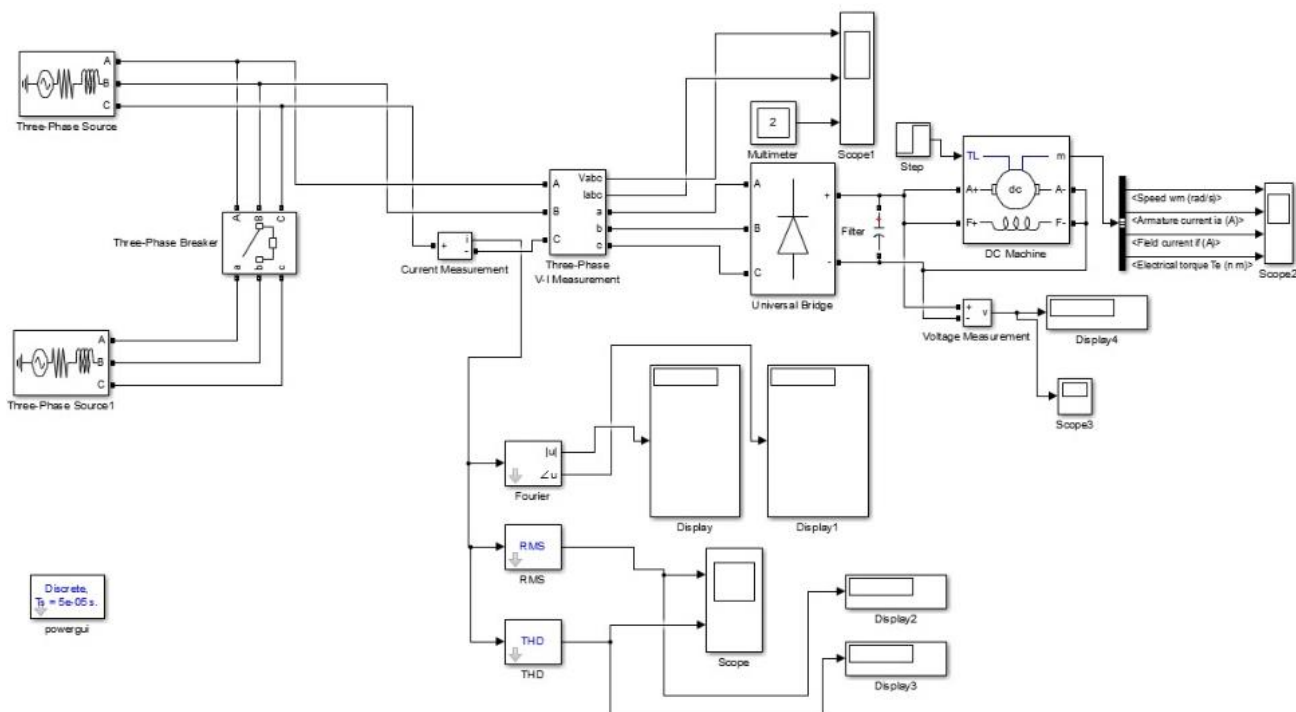 A
B
C
Three-Phase Source
A
B
C
Three-Phase Breaker
a
b
c
A
B
C
Three-Phase Source1
Discrete,
Ts = 5e-05 s.
powergui
+
i
-
Current Measurement
A
B
C
Vabc
Iabc
a
b
c
Three-Phase
V-I Measurement
2
Multimeter
Scope1
A
B
C
+
-
Universal Bridge
Filter
Step
TL
m
A+
dc
A-
F+
F-
DC Machine
<Speed wm (rad/s)>
<Armature current ia (A)>
<Field current if (A)>
<Electrical torque Te (n m)>
Scope2
+
v
-
Voltage Measurement
Display4
Scope3
|u|
∠u
Fourier
Display
Display1
RMS
RMS
THD
THD
Scope
Display2
Display3